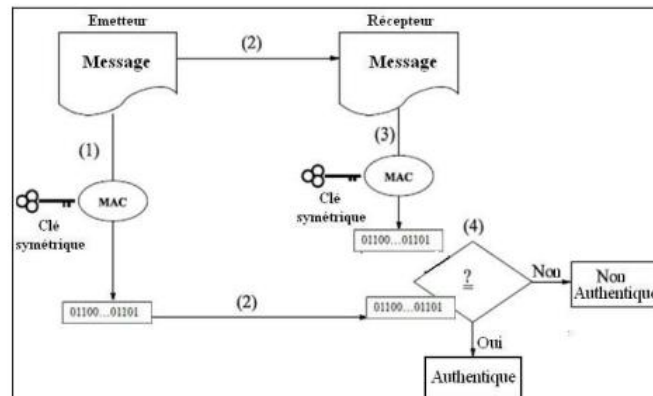 Emetteur
Récepteur
(2)
Message
Message
(1)
(3)
MAC
MAC
Clé
symétrique
Clé
symétrique
(4)
01100...01101
?
=
Non
Non
Authentique
01100...01101
(2)
01100...01101
Oui
Authentique